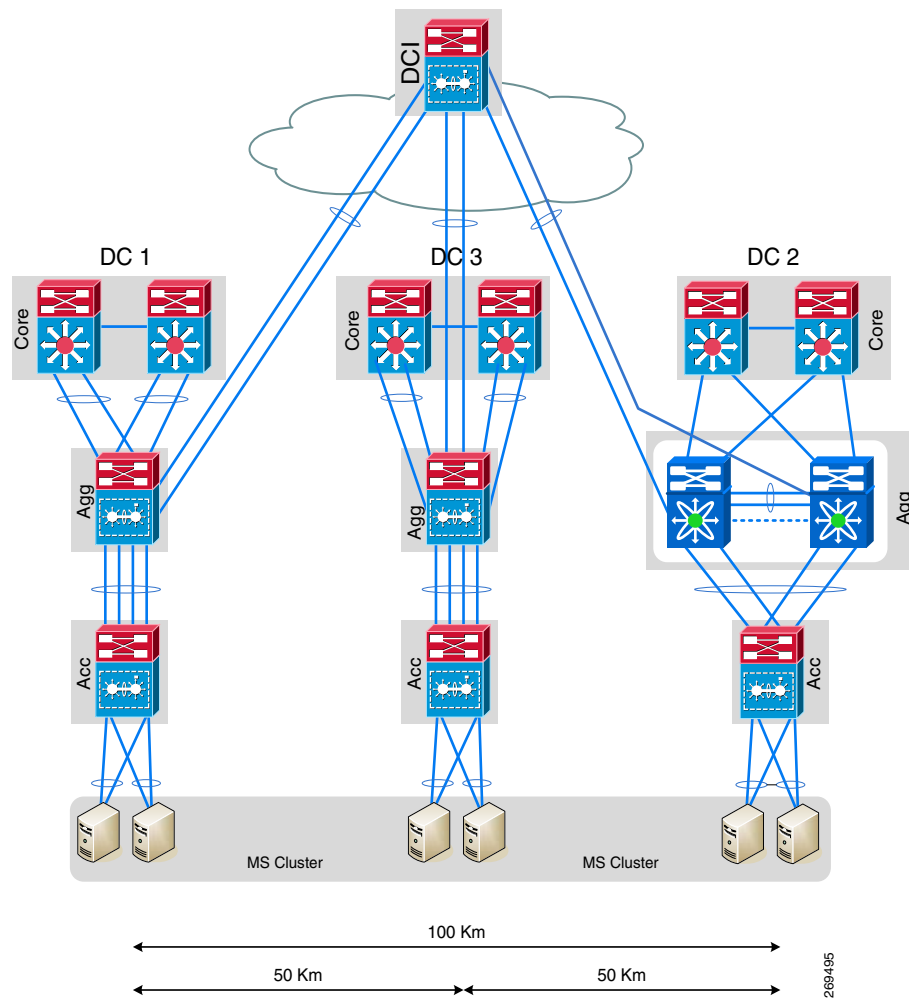 DCI
DC 1
DC 3
DC 2
Core
Core
Core
Agg
Agg
Agg
Acc
Acc
Acc
MS Cluster
MS Cluster
100 Km
50 Km
50 Km
269495